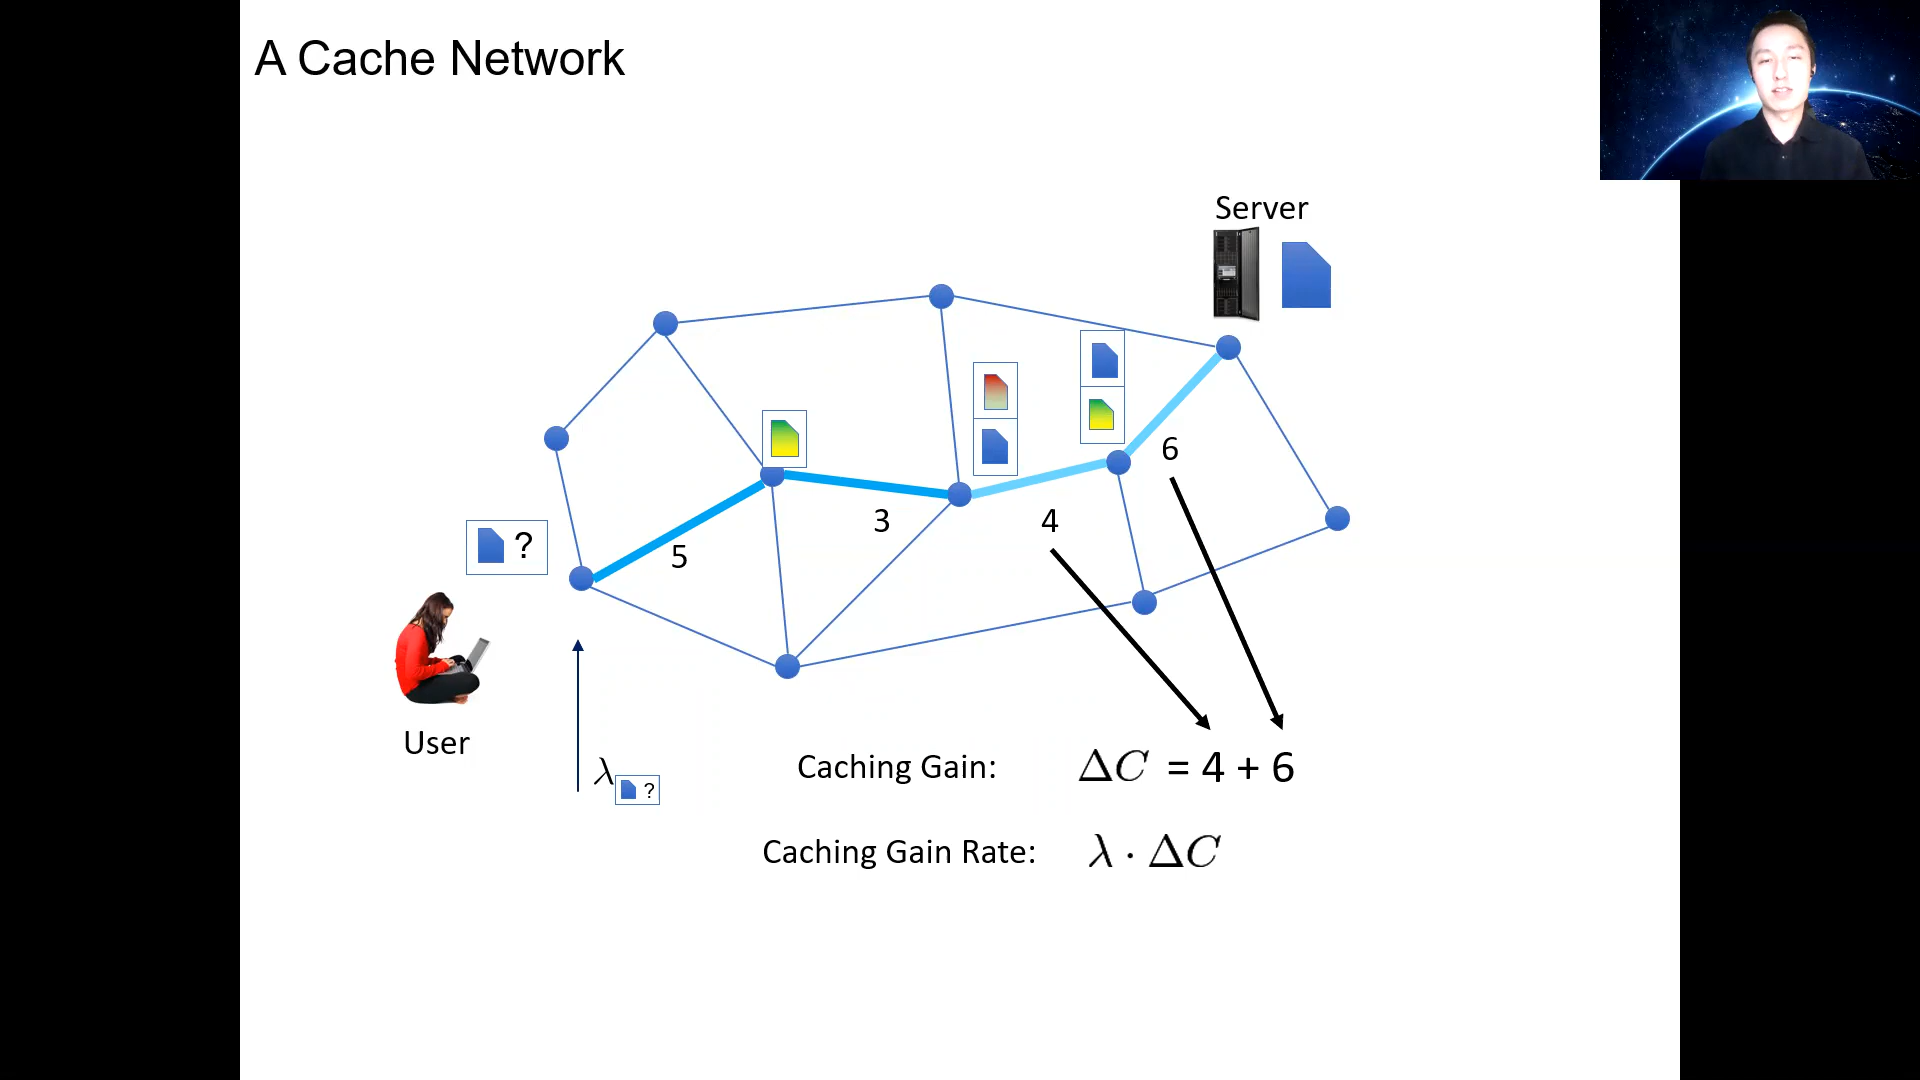 A Cache Network
Server
6
3
4
?
5
User
λ ?
Caching Gain: ΔC = 4 + 6
Caching Gain Rate: λ · ΔC